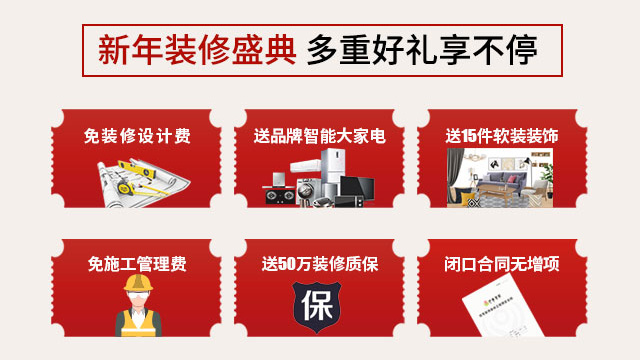 新年装修盛典 多重好礼享不停
免装修设计费
送品牌智能大家电
送15件软装装饰
免施工管理费
送50万装修质保
闭口合同无增项
保